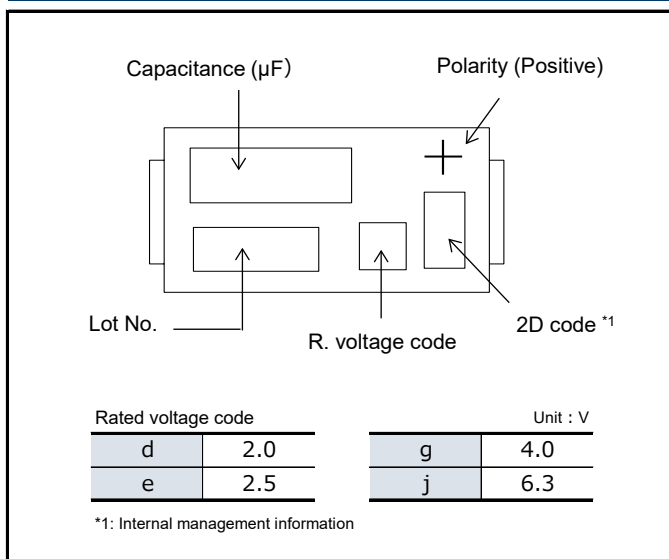 Capacitance (μF)
Polarity (Positive)
+
Lot No.
R. voltage code
2D code *1
Rated voltage code
Unit : V
d 2.0 g 4.0
e 2.5 j 6.3
*1: Internal management information